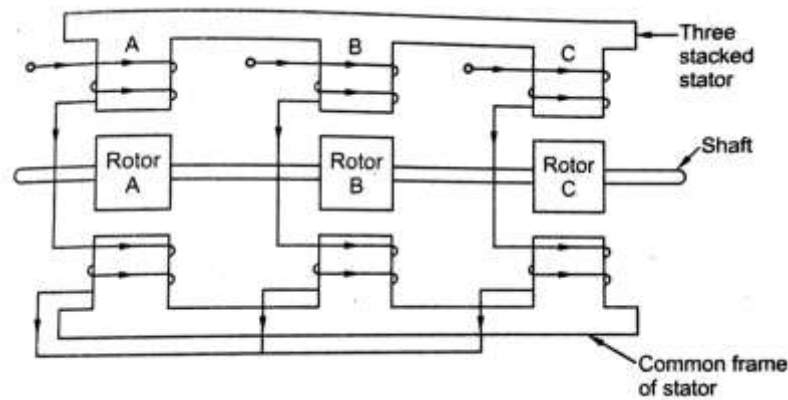 A
B
C
Three
stacked
stator
Rotor
A
Rotor
B
Rotor
C
Shaft
Common frame
of stator